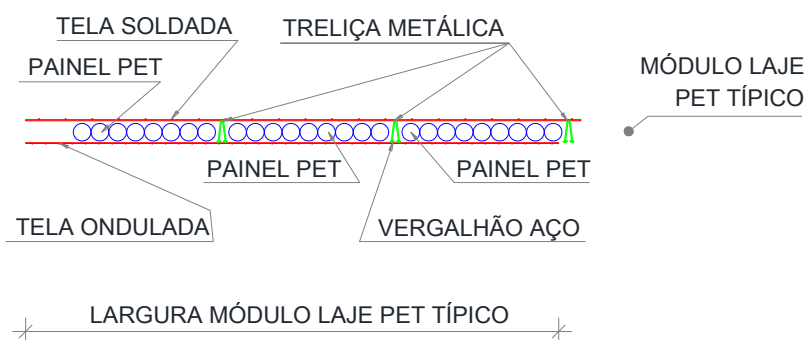 TELA SOLDADA
TRELIÇA METÁLICA
PAINEL PET
MÓDULO LAJE
PET TÍPICO
PAINEL PET
PAINEL PET
TELA ONDULADA
VERGALHÃO AÇO
LARGURA MÓDULO LAJE PET TÍPICO